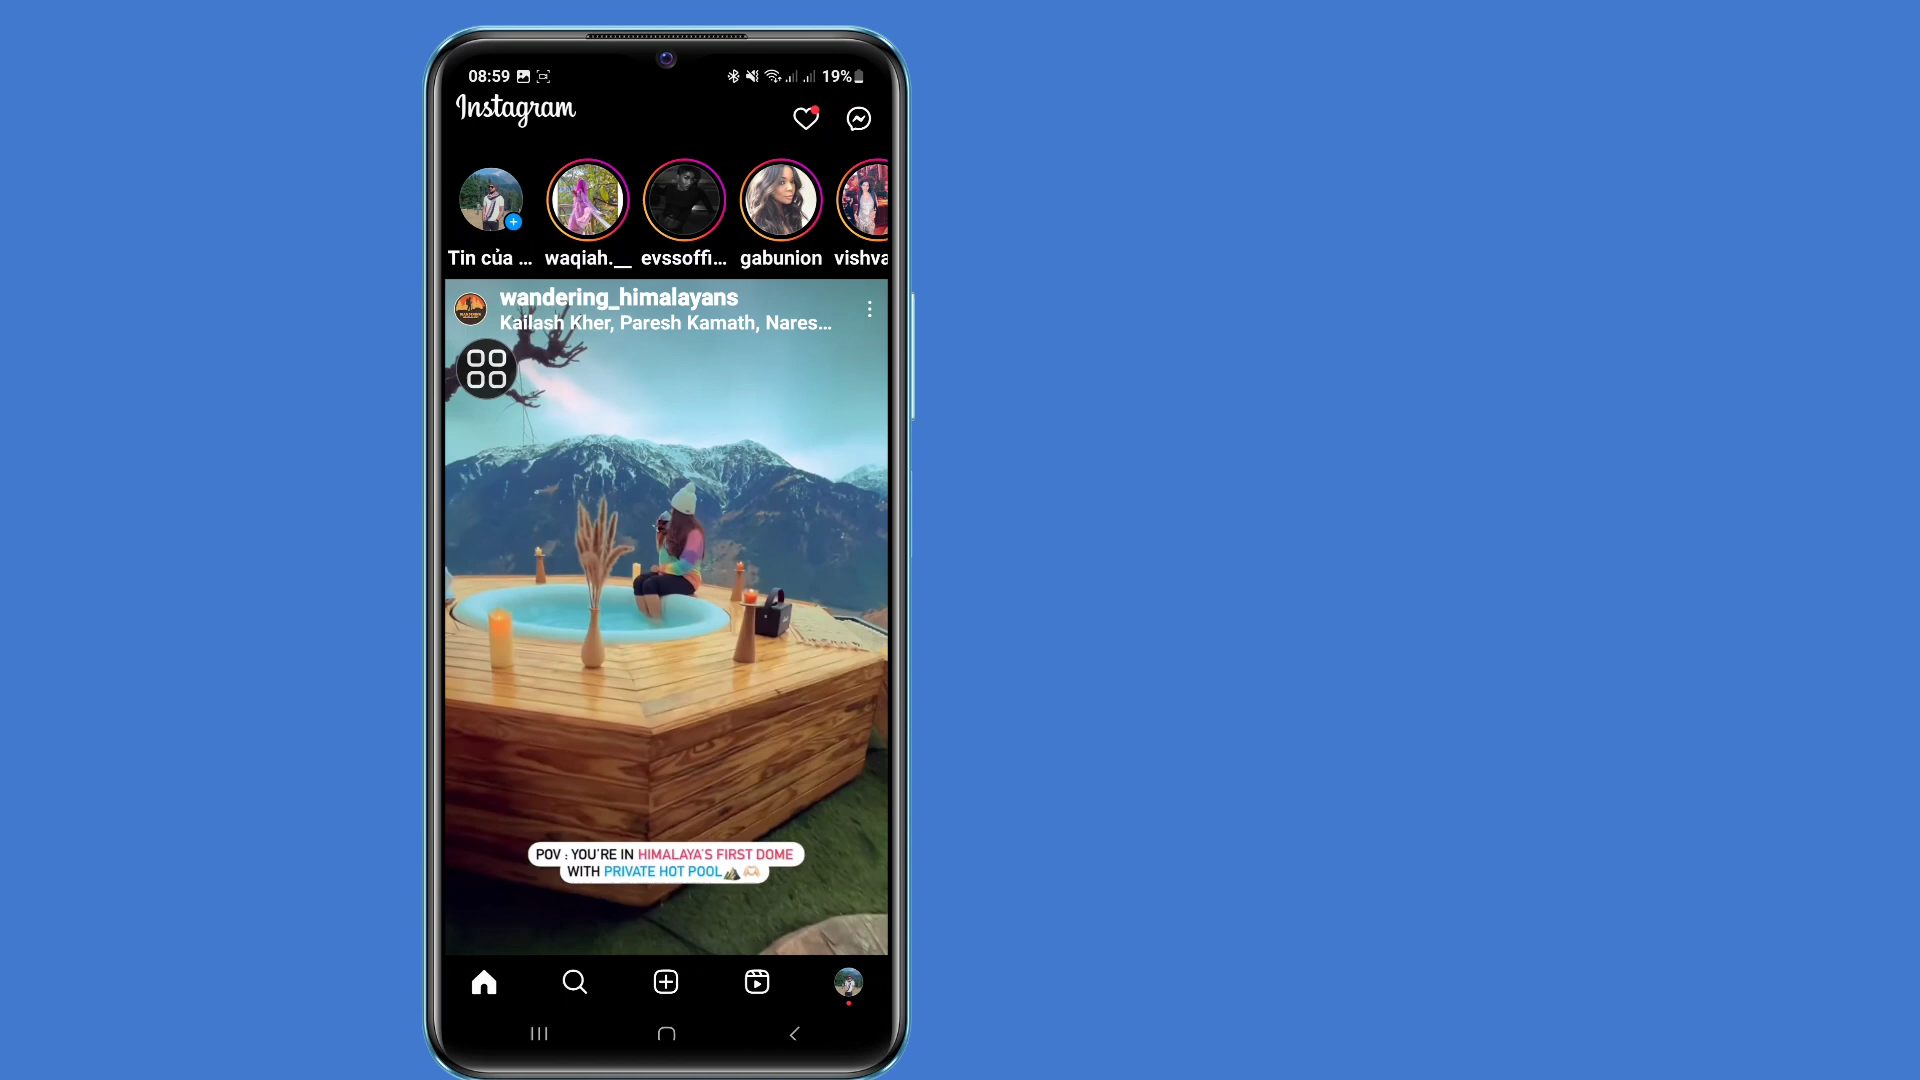 08:59
19%
Instagram
Tin của ...
waqiah.__
evssoffi...
gabunion
vishva
wandering_himalayans
Kailash Kher, Paresh Kamath, Nares...
POV : YOU'RE IN HIMALAYA'S FIRST DOME
WITH PRIVATE HOT POOL⛰️🫶🏻